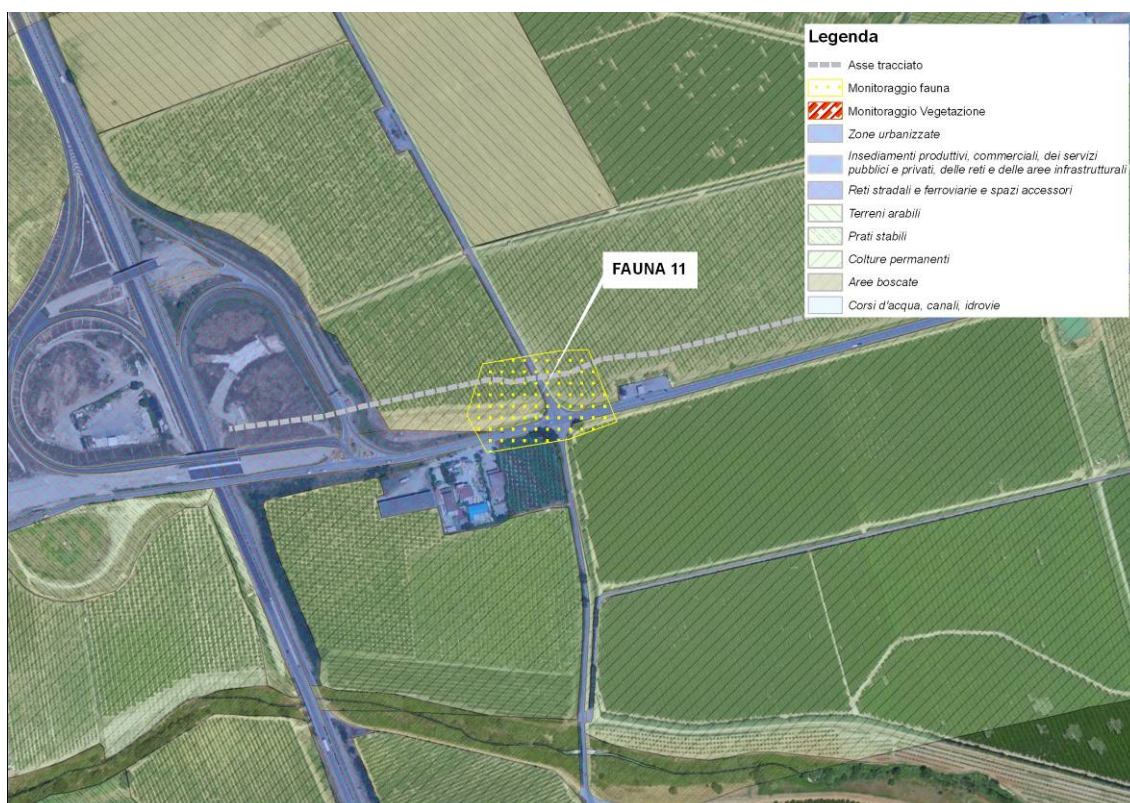 Legenda
Asse tracciato
Monitoraggio fauna
Monitoraggio Vegetazione
Zone urbanizzate
Insediamenti produttivi, commerciali, dei servizi
pubblici e privati, delle reti e delle aree infrastrutturali
Reti stradali e ferroviarie e spazi accessori
Terreni arabili
Prati stabili
Colture permanenti
Aree boscate
Corsi d'acqua, canali, idrovie
FAUNA 11